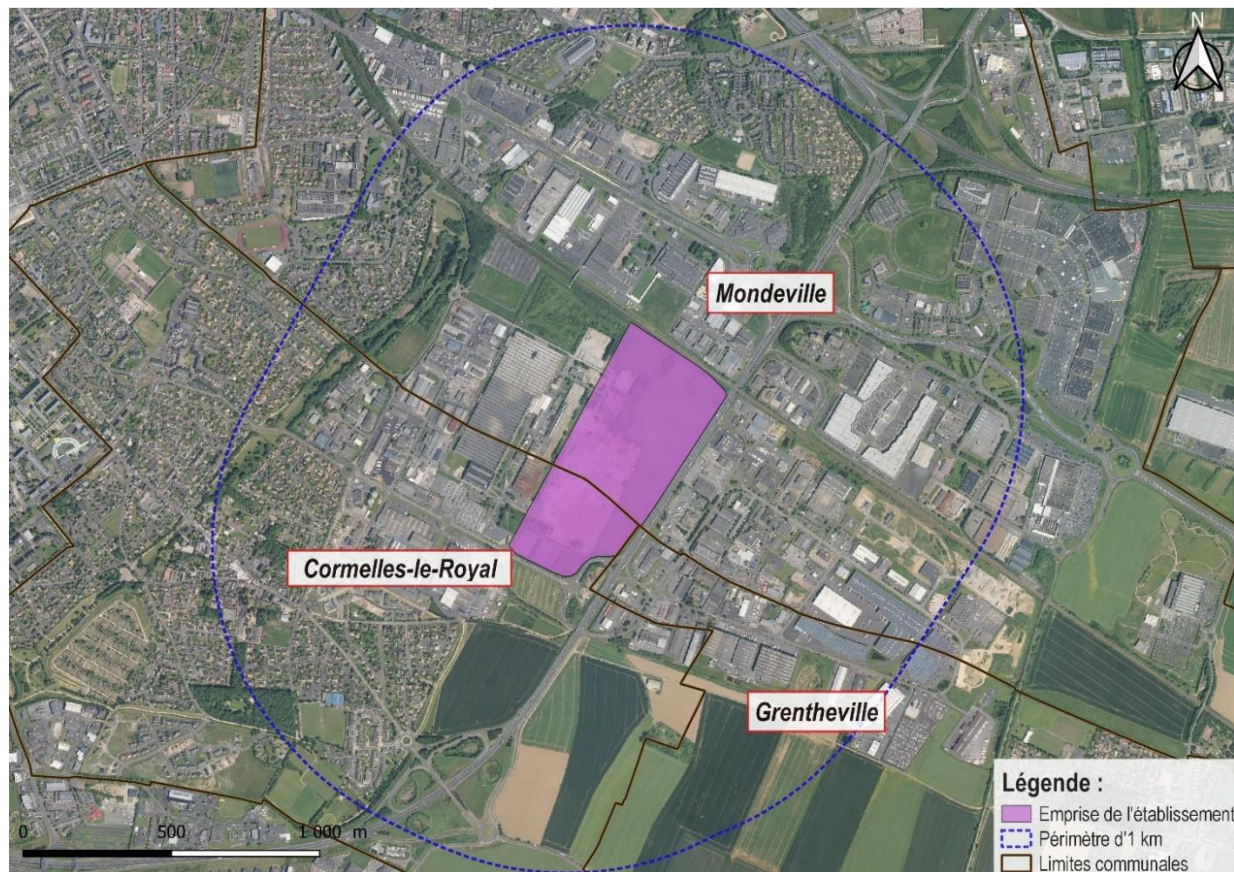 N
Mondeville
Cormelles-le-Royal
Grentheville
Légende :
Emprise de l'établissement
Périmètre d'1 km
Limites communales
0 500 1 000 m